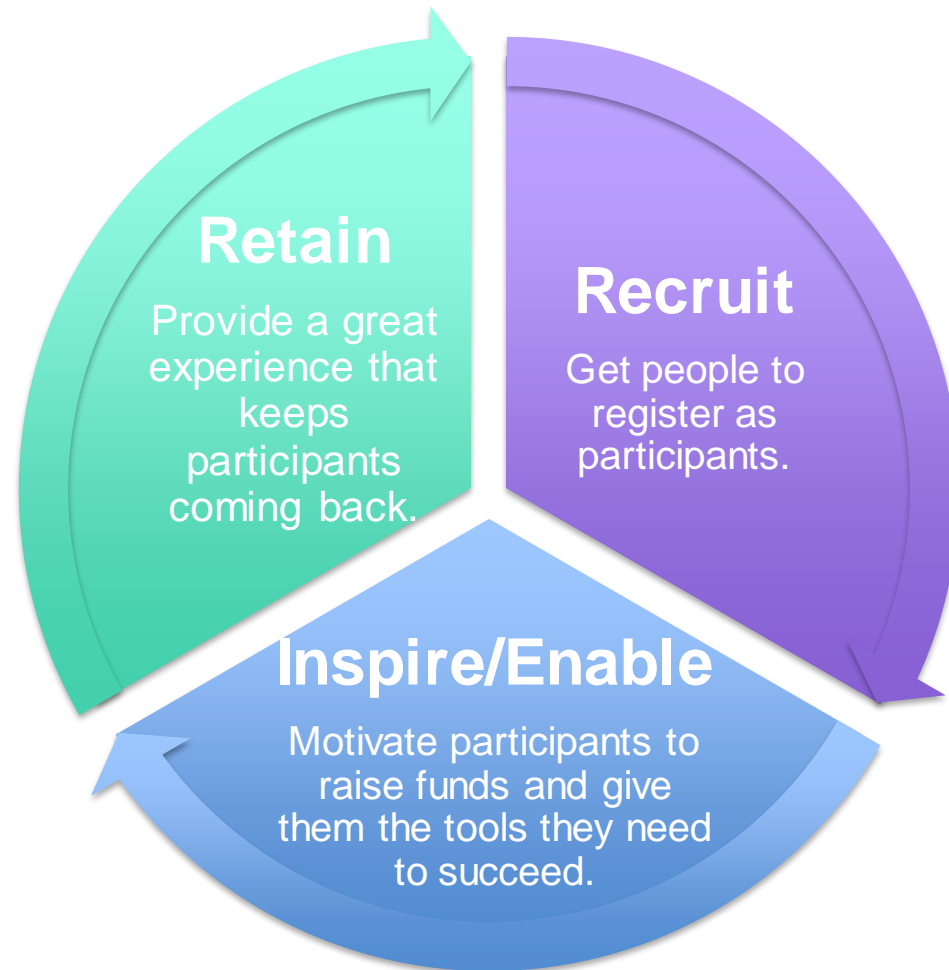 Retain
Provide a great
experience that
keeps
participants
coming back.
Recruit
Get people to
register as
participants.
Inspire/Enable
Motivate participants to
raise funds and give
them the tools they need
to succeed.